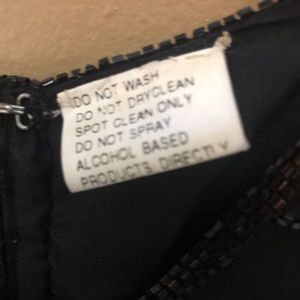 DO NOT WASH
DO NOT DRYCLEAN
SPOT CLEAN ONLY
DO NOT SPRAY
ALCOHOL BASED
PRODUCTS DIRECTLY